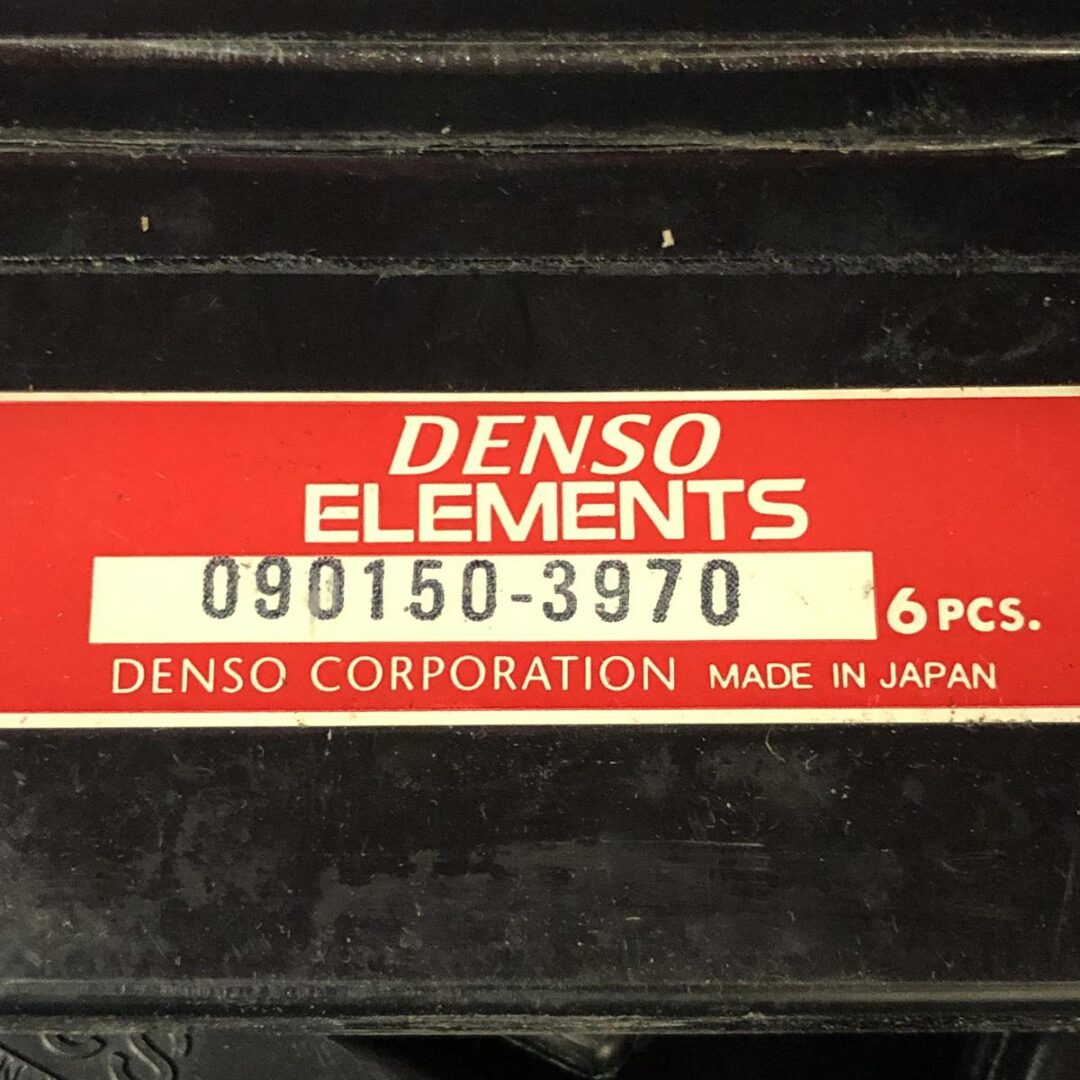 DENSO
ELEMENTS
090150-3970 6 PCS.
DENSO CORPORATION MADE IN JAPAN